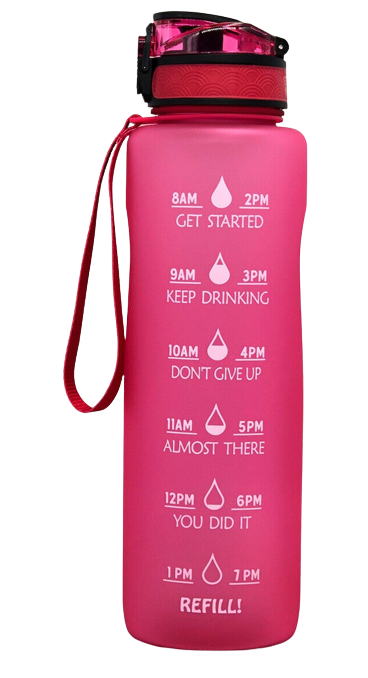 8AM 2PM
GET STARTED
9AM 3PM
KEEP DRINKING
10AM 4PM
DON'T GIVE UP
11AM 5PM
ALMOST THERE
12PM 6PM
YOU DID IT
1PM 7PM
REFILL!